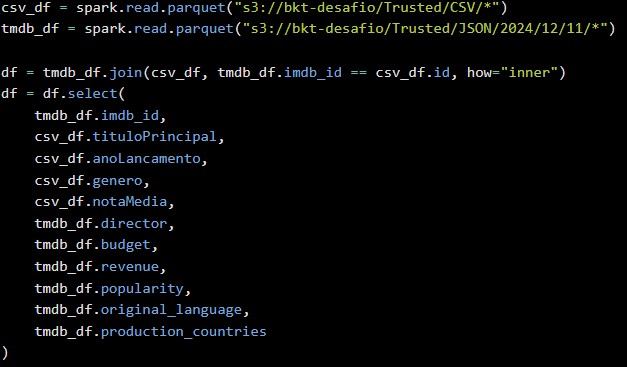 csv_df = spark.read.parquet("s3://bkt-desafio/Trusted/CSV/*")
tmdb_df = spark.read.parquet("s3://bkt-desafio/Trusted/JSON/2024/12/11/*")

df = tmdb_df.join(csv_df, tmdb_df.imdb_id == csv_df.id, how="inner")
df = df.select(
    tmdb_df.imdb_id,
    csv_df.tituloPrincipal,
    csv_df.anoLancamento,
    csv_df.genero,
    csv_df.notaMedia,
    tmdb_df.director,
    tmdb_df.budget,
    tmdb_df.revenue,
    tmdb_df.popularity,
    tmdb_df.original_language,
    tmdb_df.production_countries
)